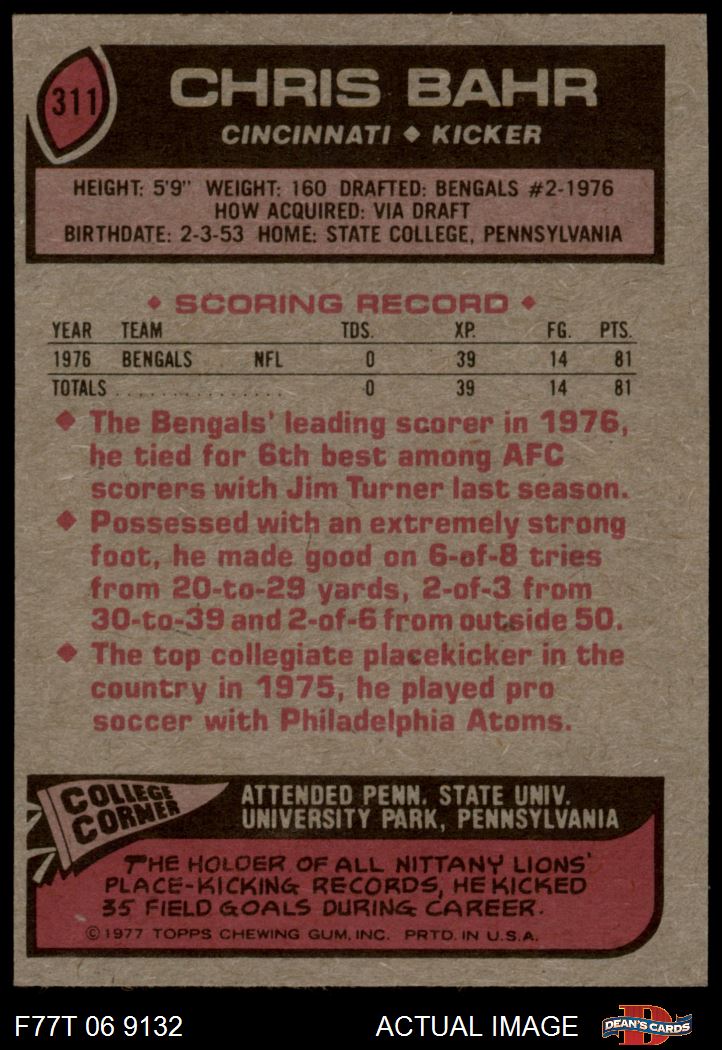 311
CHRIS BAHR
CINCINNATI ◆ KICKER
HEIGHT: 5'9" WEIGHT: 160 DRAFTED: BENGALS #2-1976
HOW ACQUIRED: VIA DRAFT
BIRTHDATE: 2-3-53 HOME: STATE COLLEGE, PENNSYLVANIA
◆ SCORING RECORD ◆
YEAR TEAM TDS. XP. FG. PTS.
1976 BENGALS NFL 0 39 14 81
TOTALS . . . . . . . . . . . . . . . . 0 39 14 81
◆ The Bengals' leading scorer in 1976,
he tied for 6th best among AFC
scorers with Jim Turner last season.
◆ Possessed with an extremely strong
foot, he made good on 6-of-8 tries
from 20-to-29 yards, 2-of-3 from
30-to-39 and 2-of-6 from outside 50.
◆ The top collegiate placekicker in the
country in 1975, he played pro
soccer with Philadelphia Atoms.
COLLEGE
CORNER
ATTENDED PENN. STATE UNIV.
UNIVERSITY PARK, PENNSYLVANIA
THE HOLDER OF ALL NITTANY LIONS'
PLACE-KICKING RECORDS, HE KICKED
35 FIELD GOALS DURING CAREER.
© 1977 TOPPS CHEWING GUM, INC. PRTD. IN U.S.A.
F77T 06 9132 ACTUAL IMAGE D DEAN'S CARDS